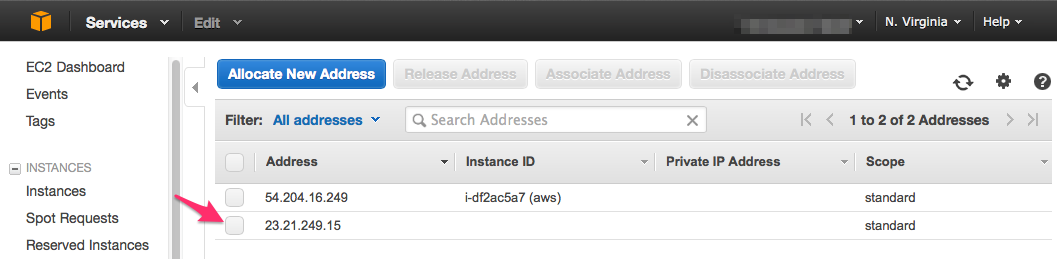 Services Edit N. Virginia Help
EC2 Dashboard
Events
Tags
INSTANCES
Instances
Spot Requests
Reserved Instances
Allocate New Address Release Address Associate Address Disassociate Address
Filter: All addresses Search Addresses 1 to 2 of 2 Addresses
Address Instance ID Private IP Address Scope
54.204.16.249 i-df2ac5a7 (aws) standard
23.21.249.15 standard